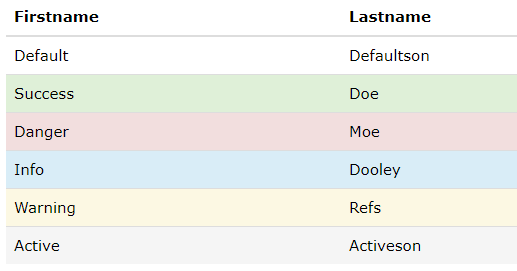 Firstname Lastname
Default Defaultson
Success Doe
Danger Moe
Info Dooley
Warning Refs
Active Activeson